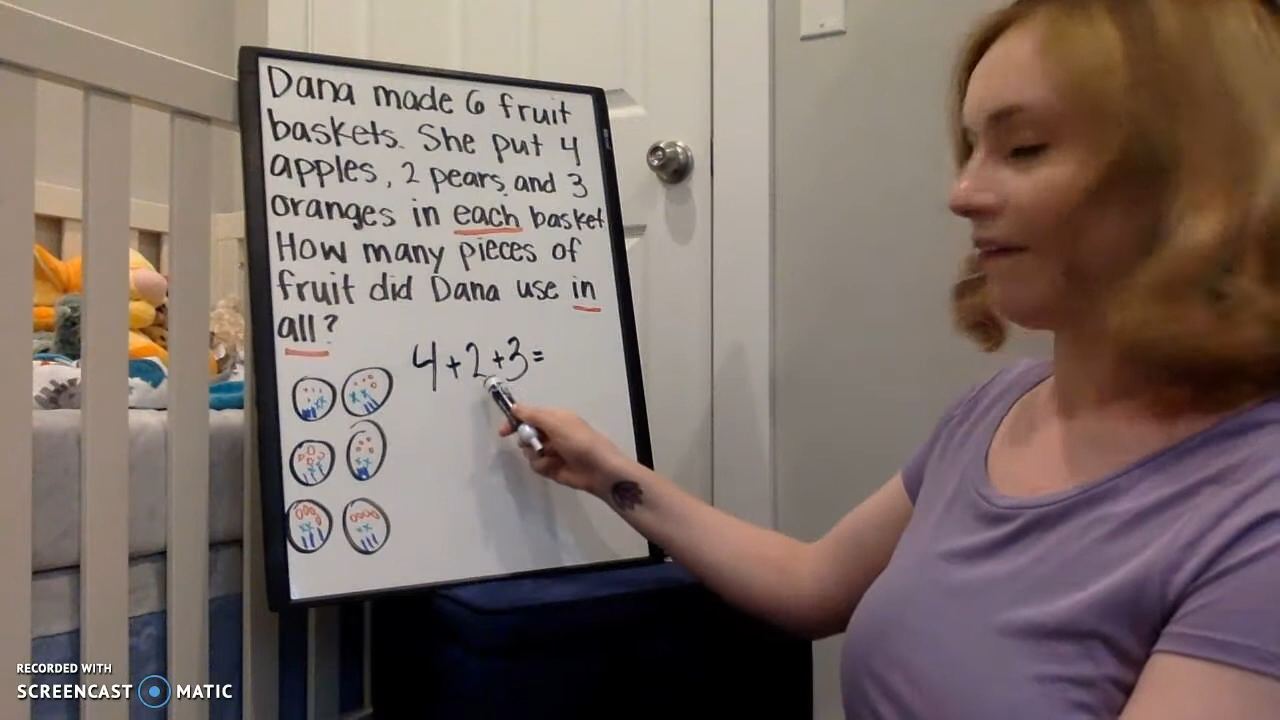 Dana made 6 fruit
baskets. She put 4
apples, 2 pears, and 3
oranges in each basket
How many pieces of
fruit did Dana use in
all?
4+2+3=
RECORDED WITH
SCREENCAST MATIC